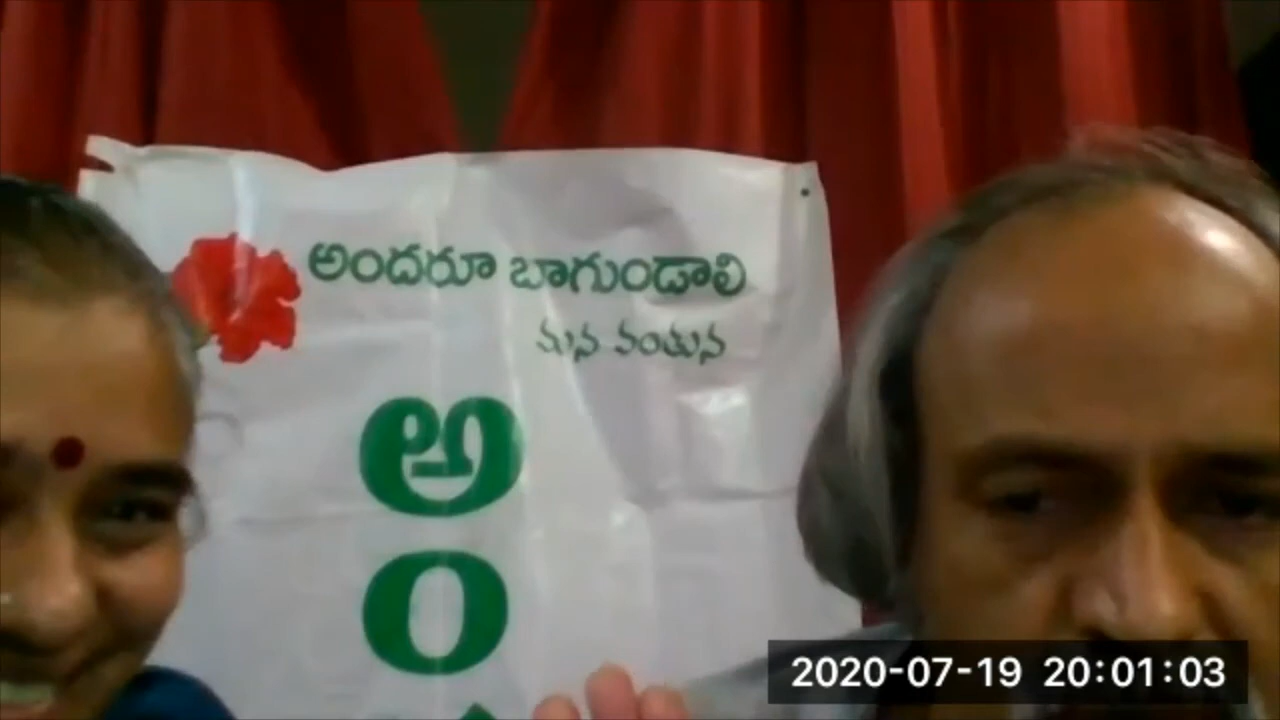 అందరూ బాగుండాలి
మన వంతున
అ
ం
2020-07-19 20:01:03